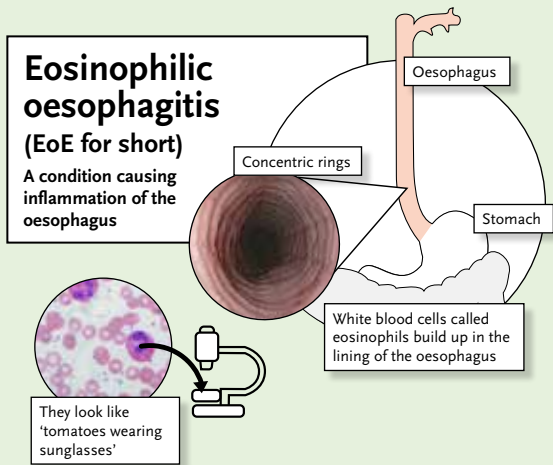 Eosinophilic
oesophagitis
(EoE for short)
A condition causing
inflammation of the
oesophagus
Oesophagus
Concentric rings
Stomach
White blood cells called
eosinophils build up in the
lining of the oesophagus
They look like
‘tomatoes wearing
sunglasses’